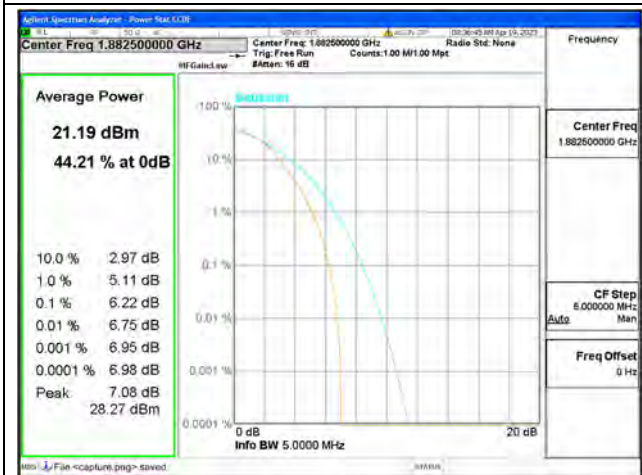 Agilent Spectrum Analyzer - Power Stat CCDF
Center Freq 1.882500000 GHz
Center Freq: 1.882500000 GHz
Radio Std: None
Trig: Free Run
Counts:1.00 M/1.00 Mpt
#IFGain:Low
#Atten: 16 dB
Frequency
Average Power
21.19 dBm
44.21 % at 0dB
10.0 % 2.97 dB
1.0 % 5.11 dB
0.1 % 6.22 dB
0.01 % 6.75 dB
0.001 % 6.95 dB
0.0001 % 6.98 dB
Peak 7.08 dB
28.27 dBm
100 %
Gaussian
10 %
1 %
0.1 %
0.01 %
0.001 %
0.0001 %
0 dB
20 dB
Info BW 5.0000 MHz
Center Freq
1.882500000 GHz
CF Step
5.000000 MHz
Auto Man
Freq Offset
0 Hz
MSG File <capture.png> saved
STATUS